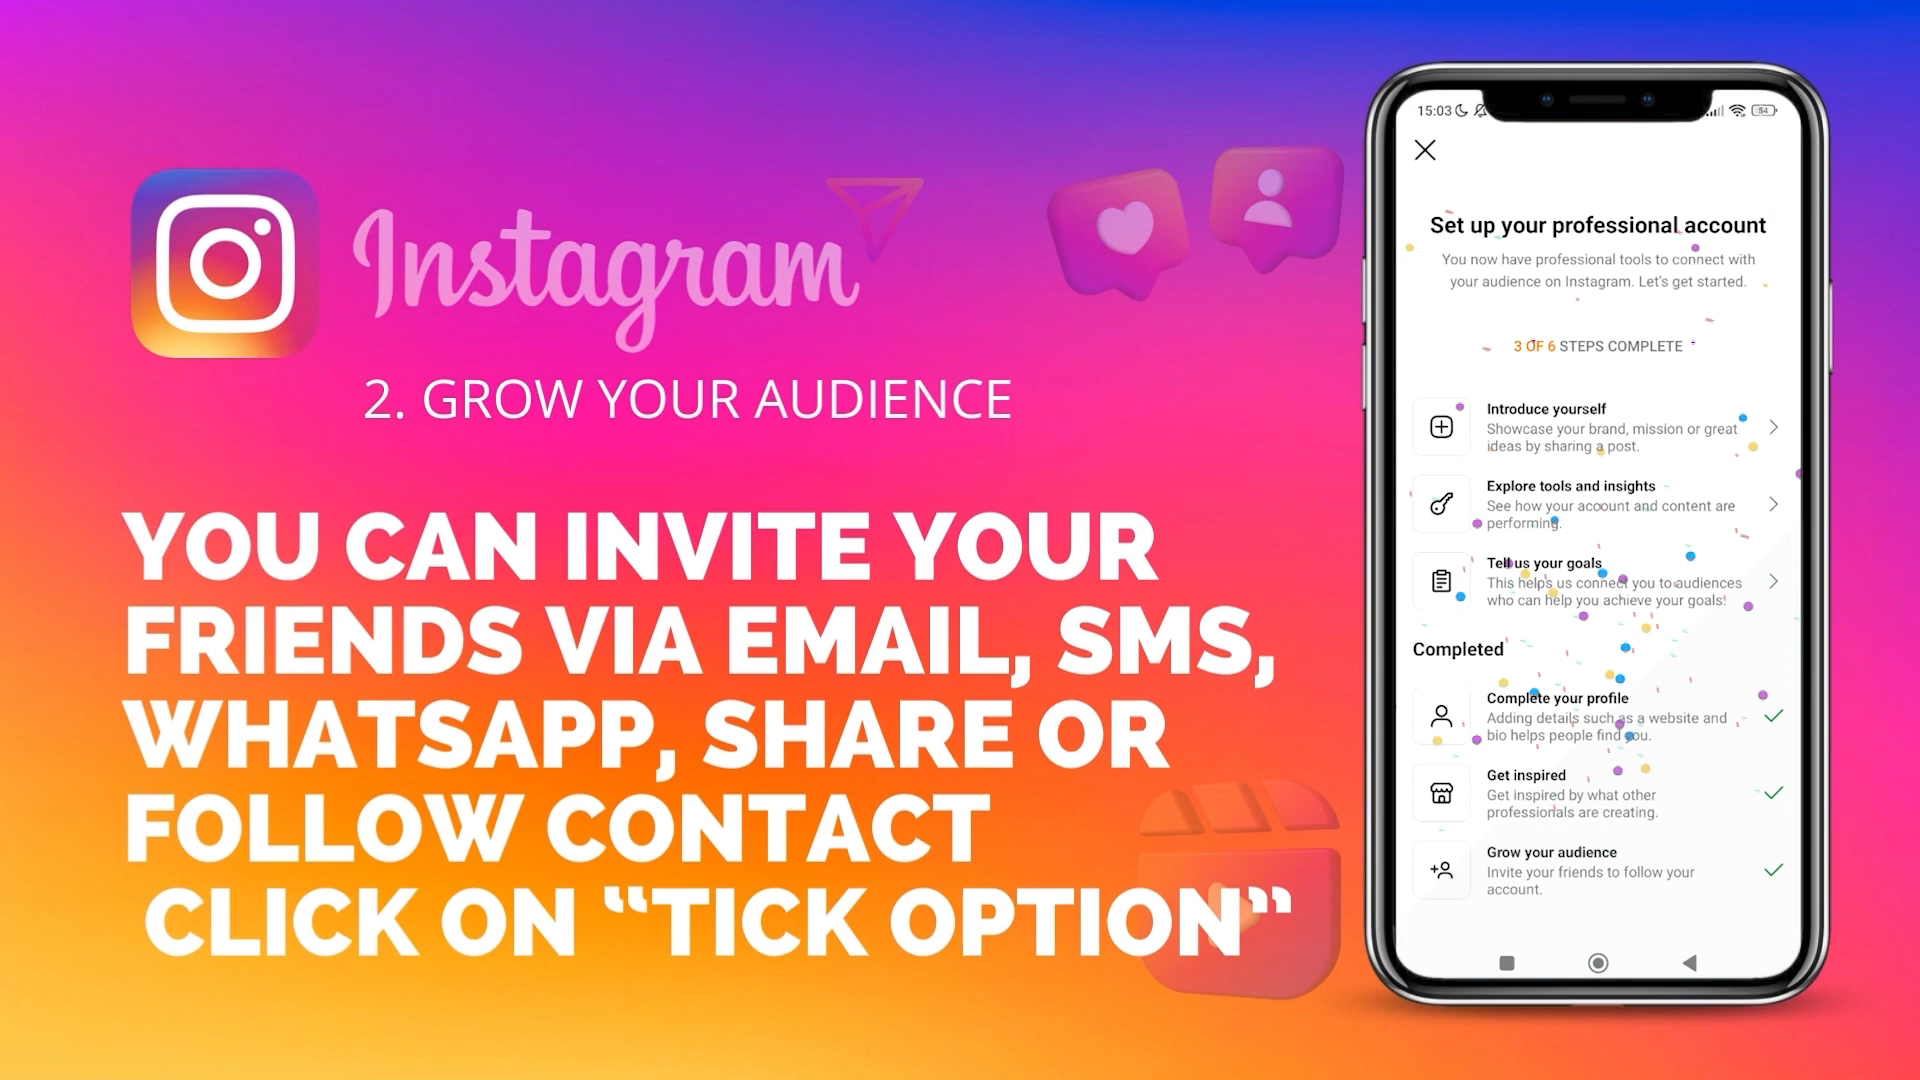 Instagram
2. GROW YOUR AUDIENCE
YOU CAN INVITE YOUR
FRIENDS VIA EMAIL, SMS,
WHATSAPP, SHARE OR
FOLLOW CONTACT
CLICK ON “TICK OPTION”
15:03
84
Set up your professional account
You now have professional tools to connect with
your audience on Instagram. Let's get started.
3 OF 6 STEPS COMPLETE
Introduce yourself
Showcase your brand, mission or great
ideas by sharing a post.
Explore tools and insights
See how your account and content are
performing.
Tell us your goals
This helps us connect you to audiences
who can help you achieve your goals.
Completed
Complete your profile
Adding details such as a website and
bio helps people find you.
Get inspired
Get inspired by what other
professionals are creating.
Grow your audience
Invite your friends to follow your
account.